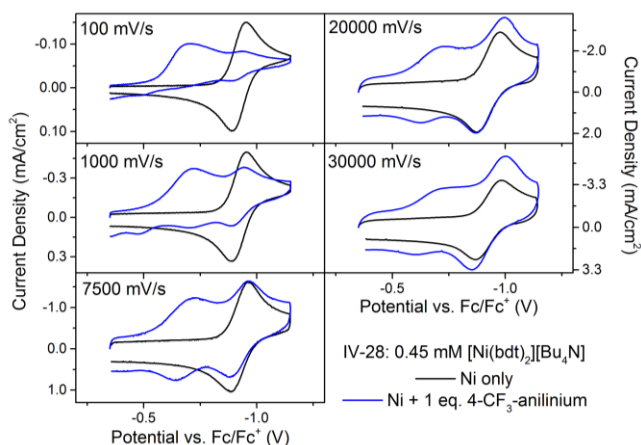 100 mV/s
-0.10
0.00
0.10
1000 mV/s
-0.3
0.0
0.3
7500 mV/s
-1.0
0.0
1.0
-0.5
-1.0
Potential vs. Fc/Fc⁺ (V)
Current Density (mA/cm²)
20000 mV/s
-2.0
0.0
2.0
30000 mV/s
-3.3
0.0
3.3
-0.5
-1.0
Potential vs. Fc/Fc⁺ (V)
Current Density (mA/cm²)
IV-28: 0.45 mM [Ni(bdt)₂][Bu₄N]
Ni only
Ni + 1 eq. 4-CF₃-anilinium